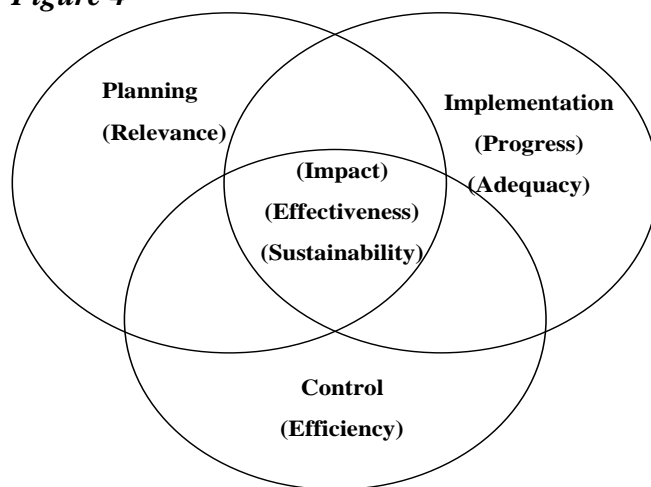 Figure 4
Planning
(Relevance)
Implementation
(Progress)
(Adequacy)
(Impact)
(Effectiveness)
(Sustainability)
Control
(Efficiency)